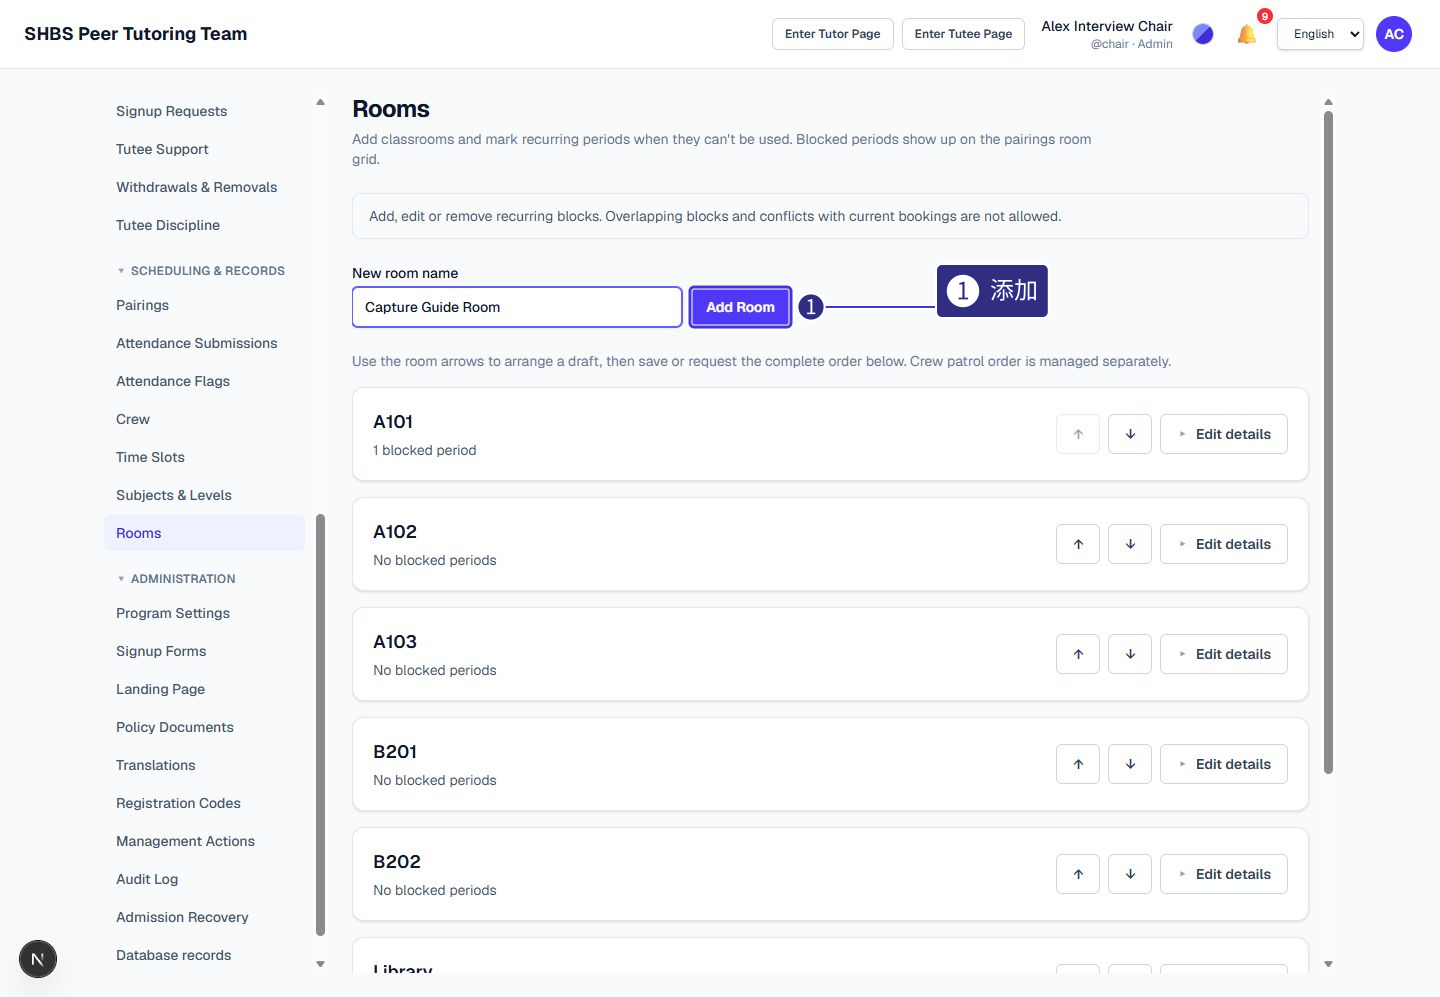 SHBS Peer Tutoring Team
Enter Tutor Page
Enter Tutee Page
Alex Interview Chair
@chair · Admin
9
English
AC
Signup Requests
Tutee Support
Withdrawals & Removals
Tutee Discipline
SCHEDULING & RECORDS
Pairings
Attendance Submissions
Attendance Flags
Crew
Time Slots
Subjects & Levels
Rooms
ADMINISTRATION
Program Settings
Signup Forms
Landing Page
Policy Documents
Translations
Registration Codes
Management Actions
Audit Log
Admission Recovery
Database records
N
Rooms
Add classrooms and mark recurring periods when they can't be used. Blocked periods show up on the pairings room
grid.
Add, edit or remove recurring blocks. Overlapping blocks and conflicts with current bookings are not allowed.
New room name
Capture Guide Room
Add Room
1
1 添加
Use the room arrows to arrange a draft, then save or request the complete order below. Crew patrol order is managed separately.
A101
1 blocked period
↑ ↓ Edit details
A102
No blocked periods
↑ ↓ Edit details
A103
No blocked periods
↑ ↓ Edit details
B201
No blocked periods
↑ ↓ Edit details
B202
No blocked periods
↑ ↓ Edit details
Library